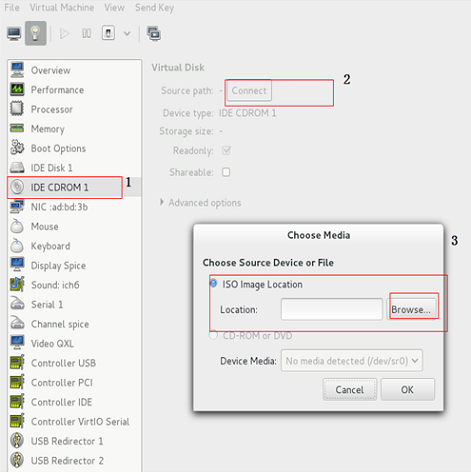 File Virtual Machine View Send Key
Overview
Performance
Processor
Memory
Boot Options
IDE Disk 1
IDE CDROM 1
1
NIC :ad:bd:3b
Mouse
Keyboard
Display Spice
Sound: ich6
Serial 1
Channel spice
Video QXL
Controller USB
Controller PCI
Controller IDE
Controller VirtIO Serial
USB Redirector 1
USB Redirector 2
Virtual Disk
2
Source path: - Connect
Device type: IDE CDROM 1
Storage size: -
Readonly:
Shareable:
Advanced options
3
Choose Media
Choose Source Device or File
ISO Image Location
Location: Browse...
CD-ROM or DVD
Device Media: No media detected (/dev/sr0)
Cancel OK